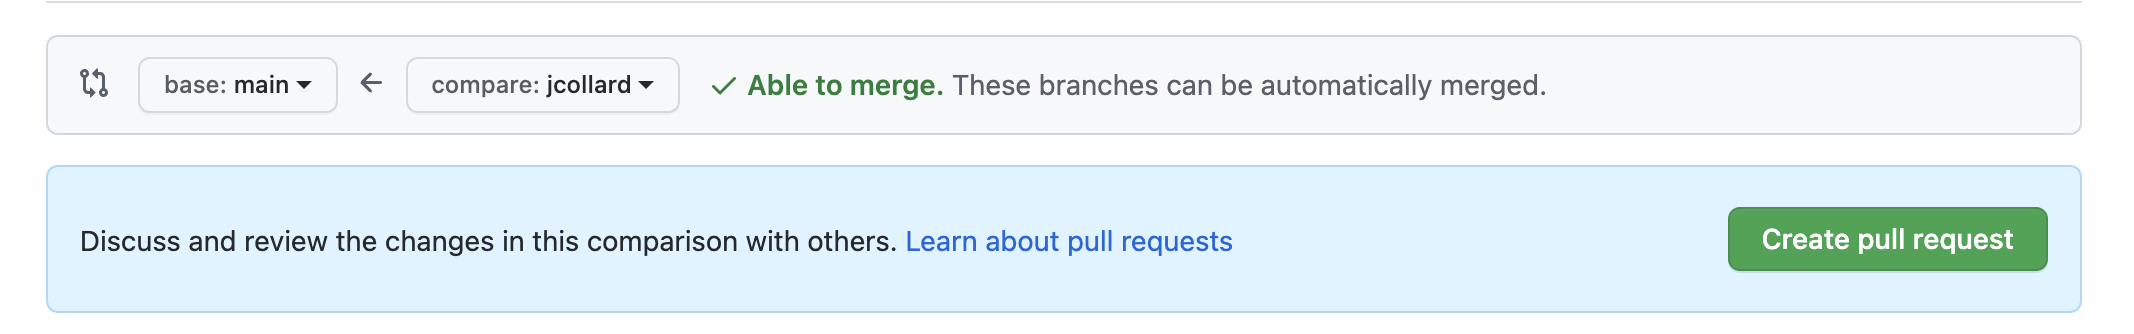 base: main compare: jcollard Able to merge. These branches can be automatically merged.
Discuss and review the changes in this comparison with others. Learn about pull requests Create pull request